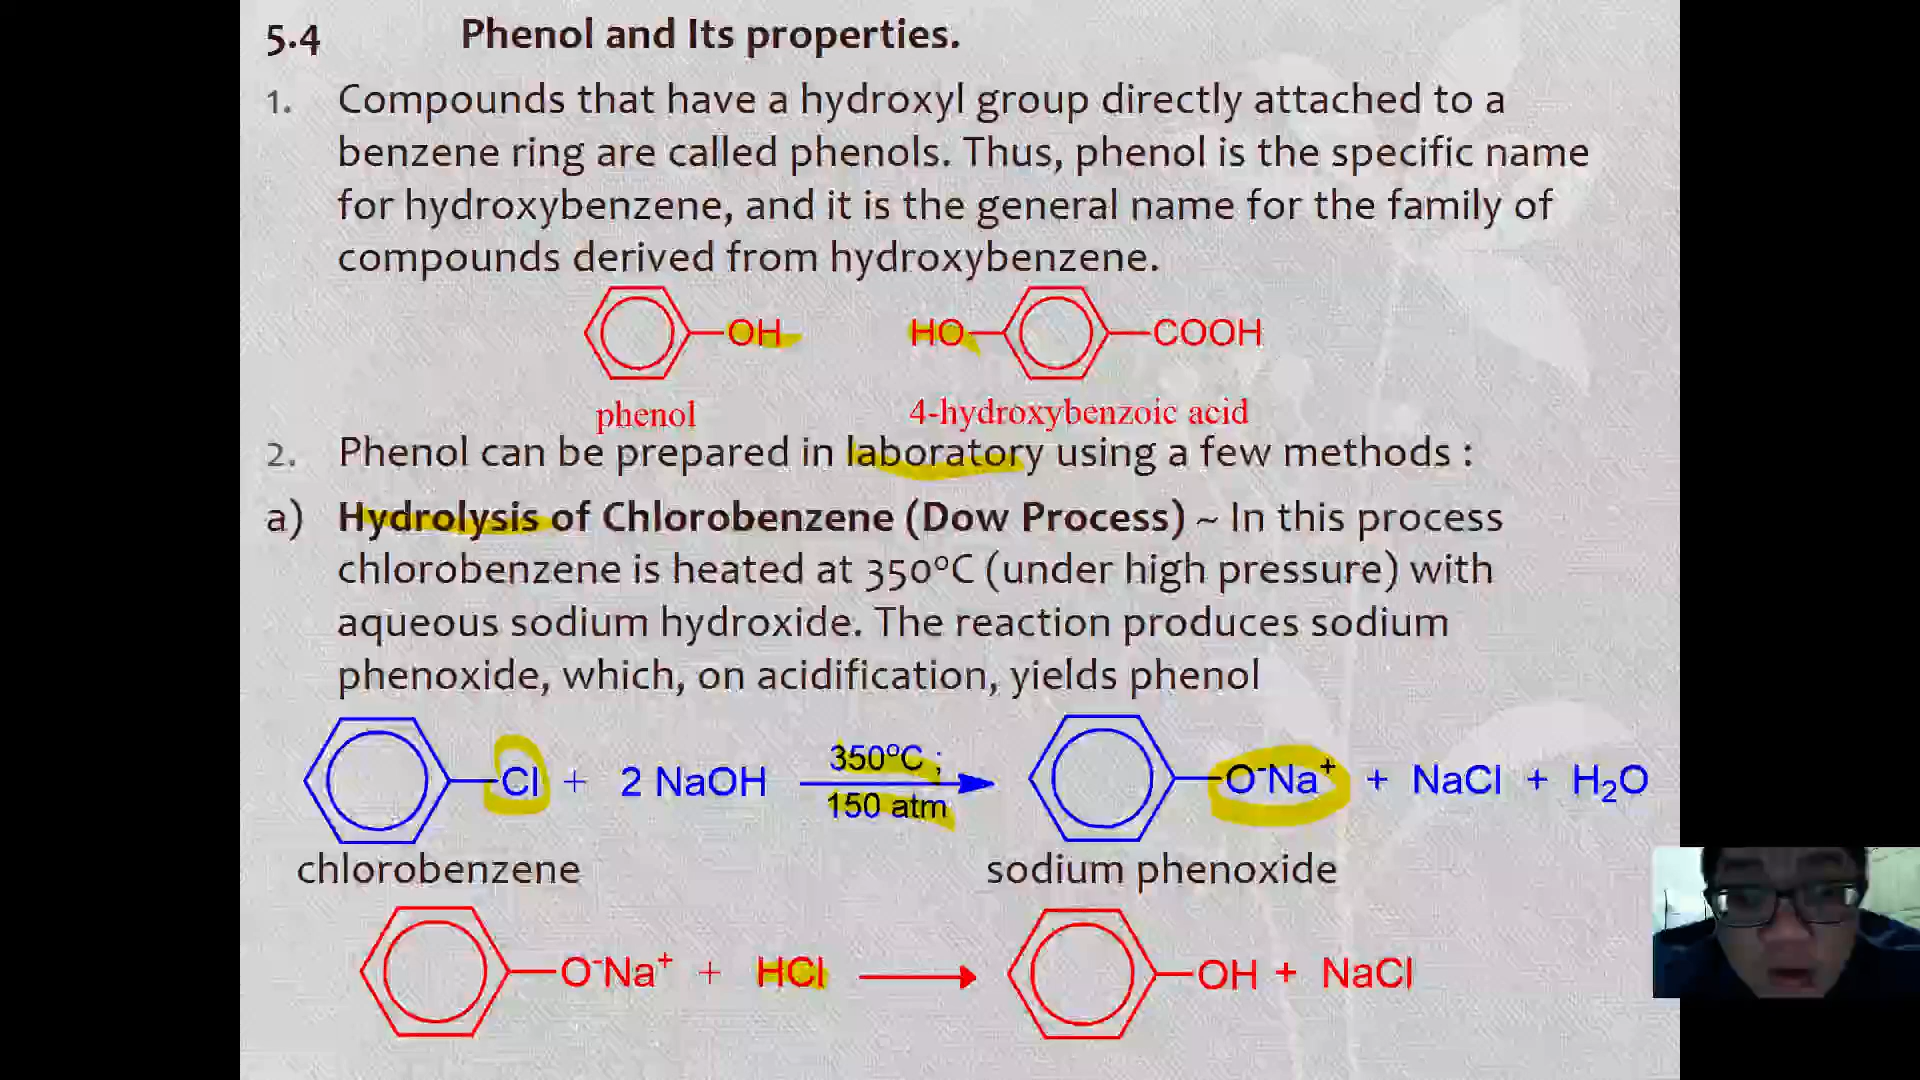 5.4 Phenol and Its properties.
1. Compounds that have a hydroxyl group directly attached to a
benzene ring are called phenols. Thus, phenol is the specific name
for hydroxybenzene, and it is the general name for the family of
compounds derived from hydroxybenzene.
OH HO COOH
phenol 4-hydroxybenzoic acid
2. Phenol can be prepared in laboratory using a few methods :
a) Hydrolysis of Chlorobenzene (Dow Process) ~ In this process
chlorobenzene is heated at 350°C (under high pressure) with
aqueous sodium hydroxide. The reaction produces sodium
phenoxide, which, on acidification, yields phenol
350°C ;
Cl + 2 NaOH O⁻Na⁺ + NaCl + H₂O
150 atm
chlorobenzene sodium phenoxide
O⁻Na⁺ + HCl OH + NaCl